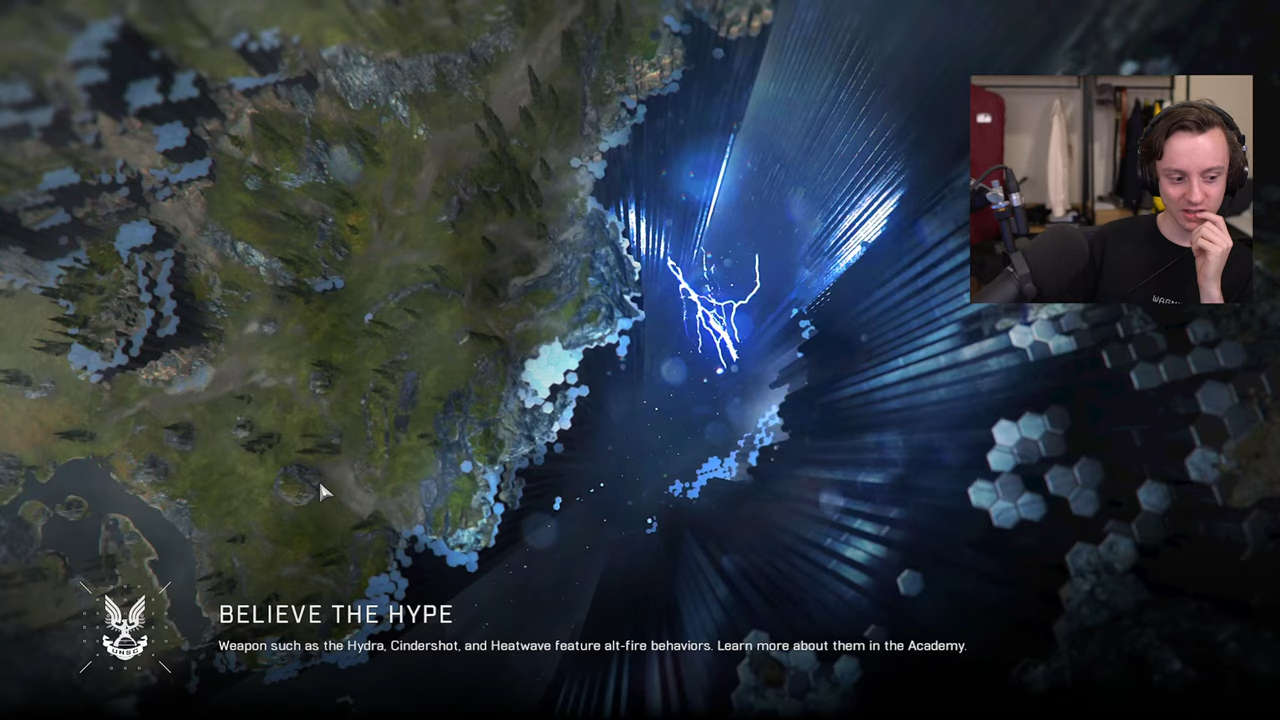 BELIEVE THE HYPE
Weapon such as the Hydra, Cindershot, and Heatwave feature alt-fire behaviors. Learn more about them in the Academy.
UNSC